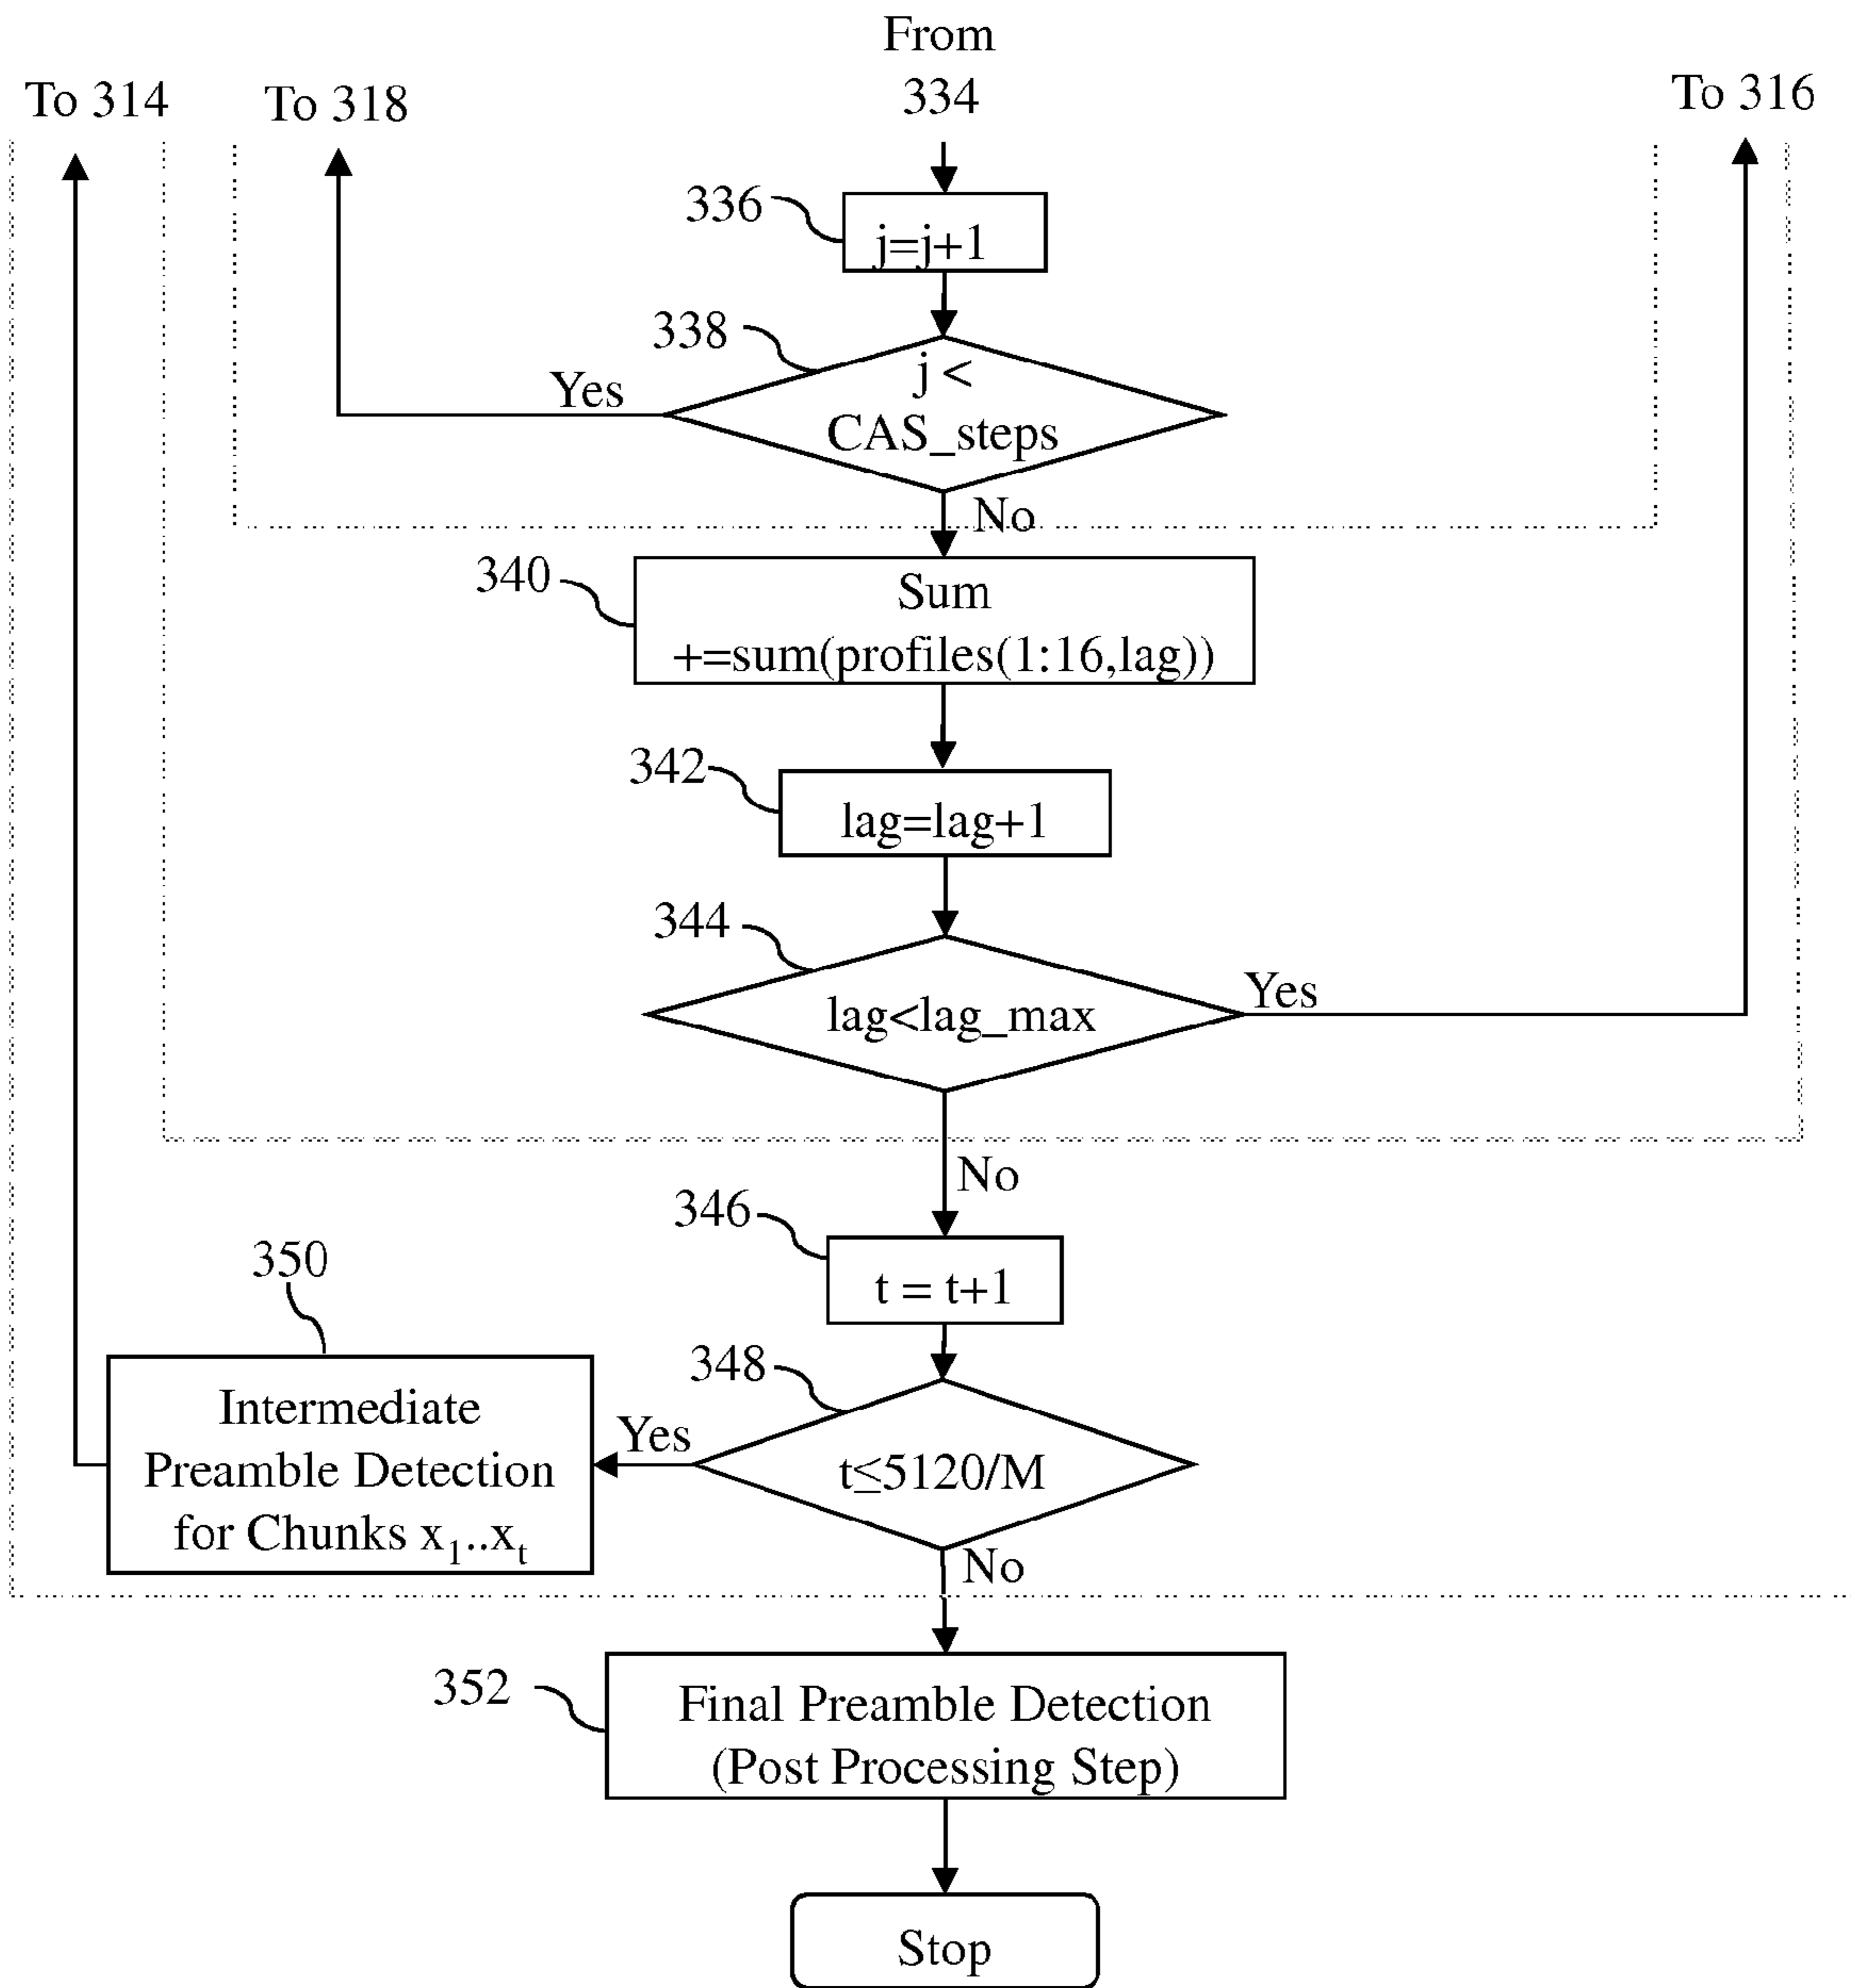 From
334
To 314
To 318
To 316
336
j=j+1
338
j <
CAS_steps
Yes
No
340
Sum
+=sum(profiles(1:16,lag))
342
lag=lag+1
344
lag<lag_max
Yes
No
346
t = t+1
350
348
Intermediate
Preamble Detection
for Chunks x₁..xₜ
Yes
t≤5120/M
No
352
Final Preamble Detection
(Post Processing Step)
Stop